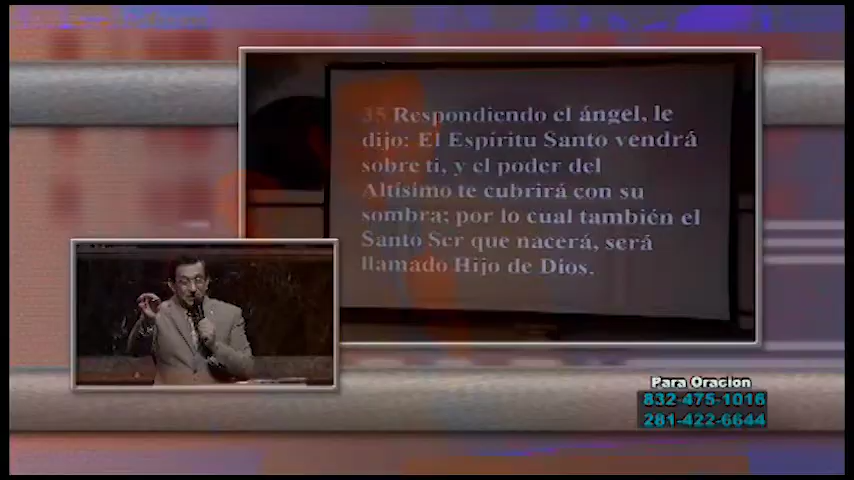 35 Respondiendo el ángel, le
dijo: El Espíritu Santo vendrá
sobre ti, y el poder del
Altísimo te cubrirá con su
sombra; por lo cual también el
Santo Ser que nacerá, será
llamado Hijo de Dios.
Para Oracion
832-475-1016
281-422-6644